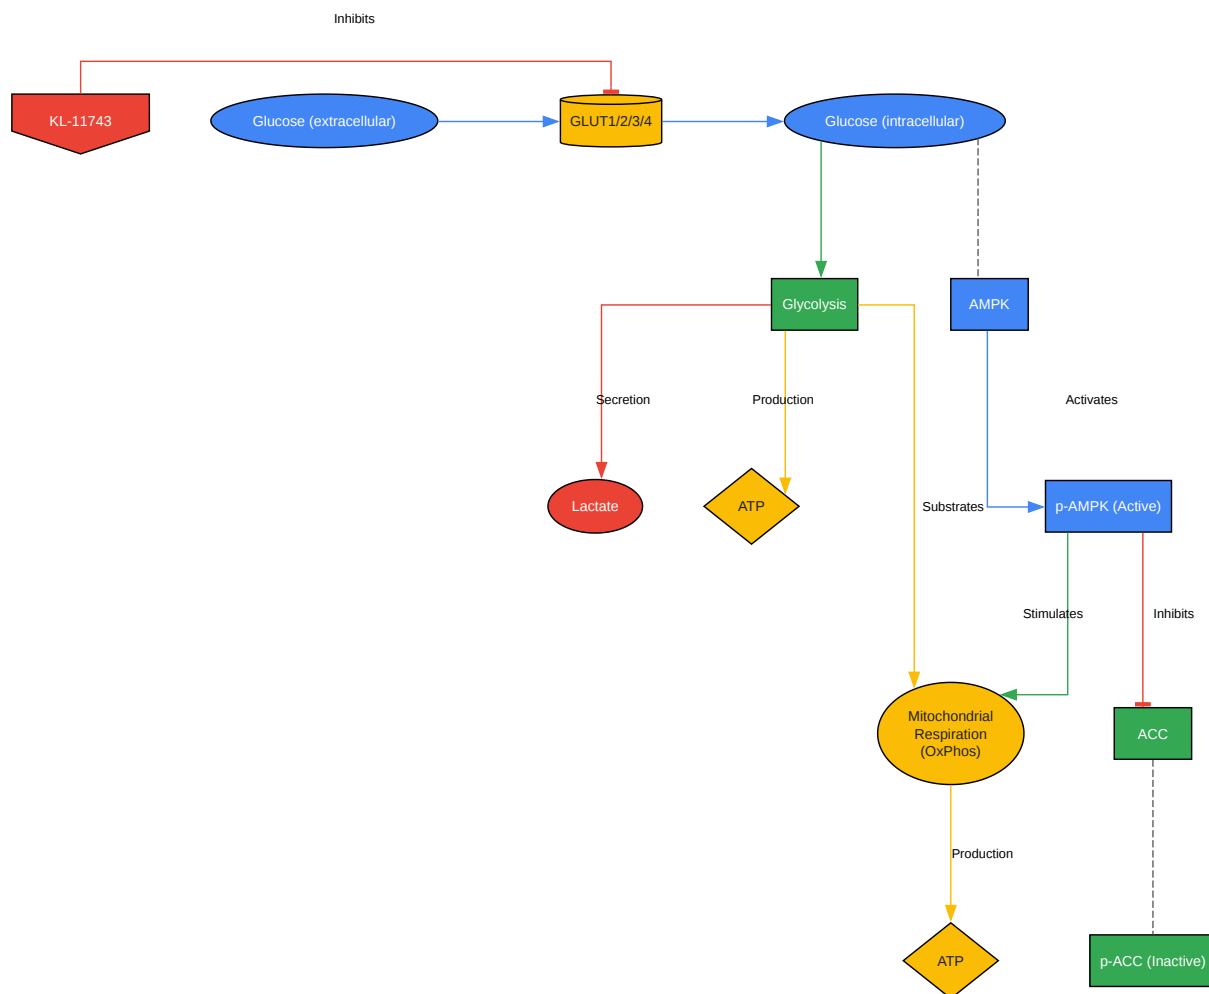 Inhibits
KL-11743
Glucose (extracellular)
GLUT1/2/3/4
Glucose (intracellular)
Glycolysis
AMPK
Secretion
Production
Activates
Lactate
ATP
Substrates
p-AMPK (Active)
Stimulates
Inhibits
Mitochondrial
Respiration
(OxPhos)
ACC
Production
ATP
p-ACC (Inactive)